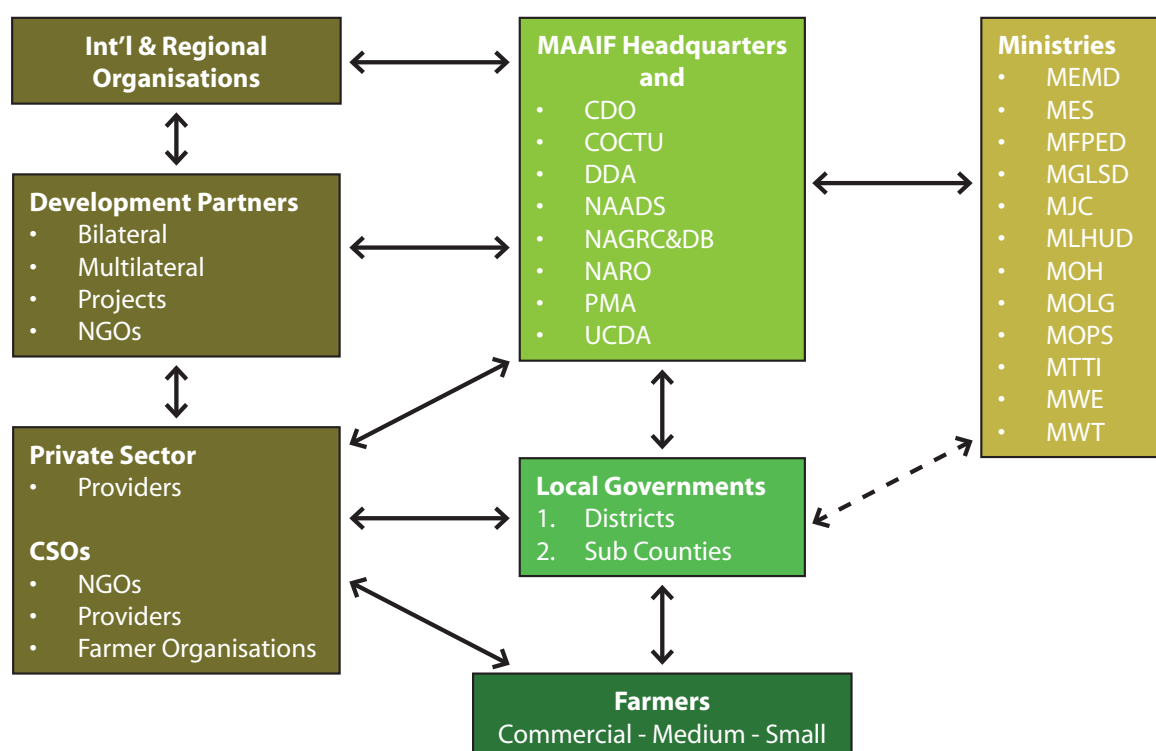 Int'l & Regional
Organisations
Development Partners
• Bilateral
• Multilateral
• Projects
• NGOs
Private Sector
• Providers
CSOs
• NGOs
• Providers
• Farmer Organisations
MAAIF Headquarters
and
• CDO
• COCTU
• DDA
• NAADS
• NAGRC&DB
• NARO
• PMA
• UCDA
Local Governments
1. Districts
2. Sub Counties
Farmers
Commercial - Medium - Small
Ministries
• MEMD
• MES
• MFPED
• MGLSD
• MJC
• MLHUD
• MOH
• MOLG
• MOPS
• MTTI
• MWE
• MWT